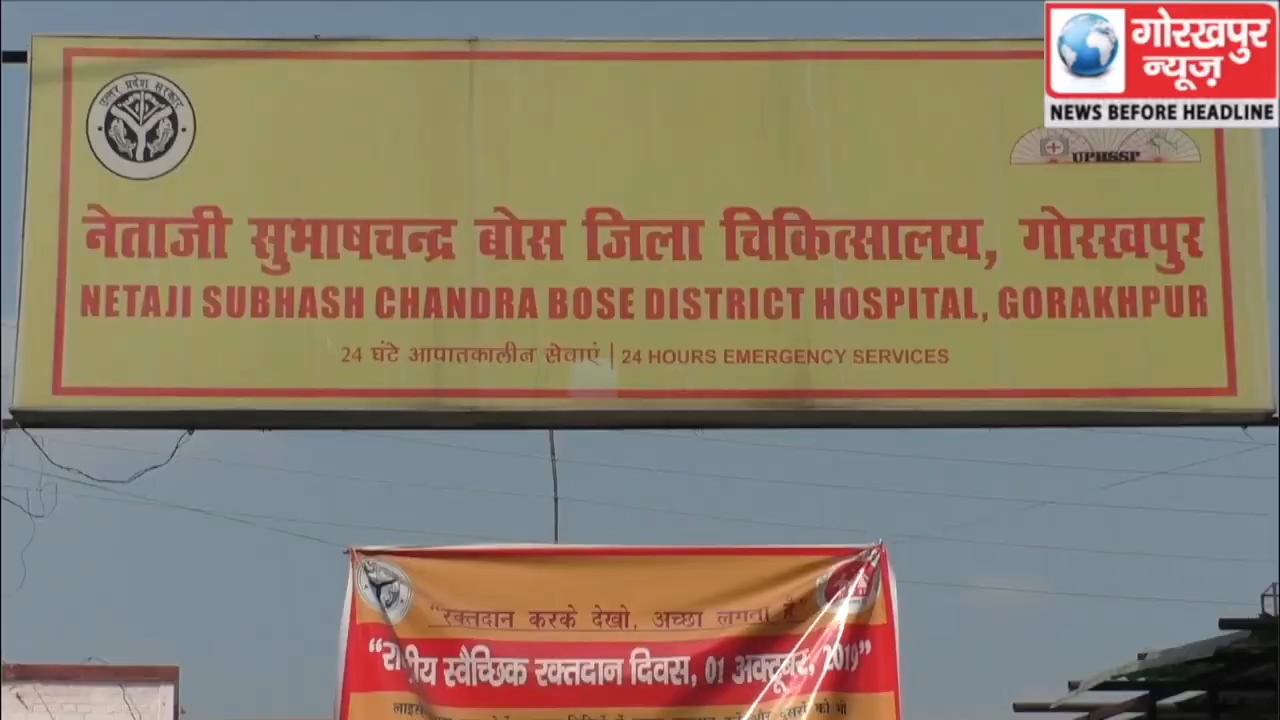 गोरखपुर
न्यूज़
NEWS BEFORE HEADLINE
उत्तर प्रदेश सरकार
UPHSSP
नेताजी सुभाषचन्द्र बोस जिला चिकित्सालय, गोरखपुर
NETAJI SUBHASH CHANDRA BOSE DISTRICT HOSPITAL, GORAKHPUR
24 घंटे आपातकालीन सेवाएं | 24 HOURS EMERGENCY SERVICES
“रक्तदान करके देखो, अच्छा लगता है”
स्वैच्छिक रक्तदान दिवस, 01 अक्टूबर, 2019”